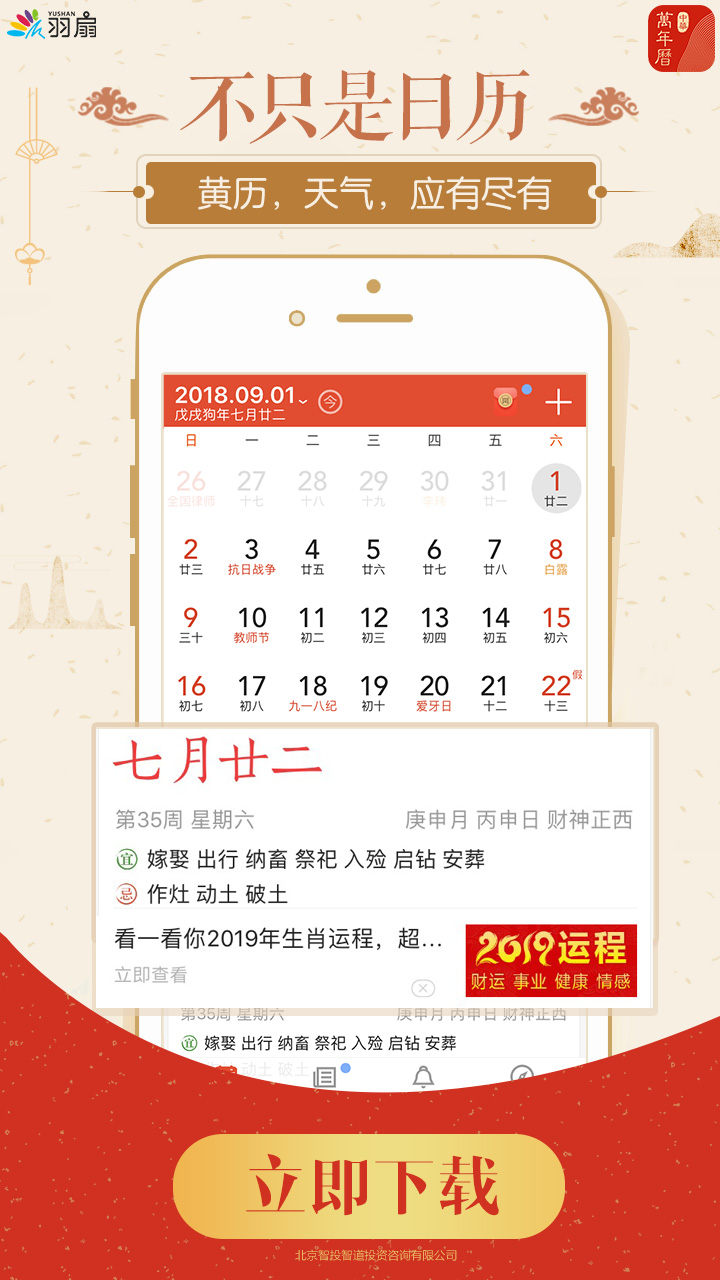 YUSHAN
羽扇
中華
萬年曆
不只是日历
黄历，天气，应有尽有
2018.09.01
今
戊戌狗年七月廿二
日 一 二 三 四 五 六
26 27 28 29 30 31 1
全国律师 十七 十八 十九 廿一 廿二
2 3 4 5 6 7 8
廿三 抗日战争 廿五 廿六 廿七 廿八 白露
9 10 11 12 13 14 15
三十 教师节 初二 初三 初四 初五 初六
16 17 18 19 20 21 22 假
初七 初八 九一八纪 初十 爱牙日 十二 十三
七月廿二
第35周 星期六 庚申月 丙申日 财神正西
宜 嫁娶 出行 纳畜 祭祀 入殓 启钻 安葬
忌 作灶 动土 破土
看一看你2019年生肖运程，超...
立即查看
2019运程
财运 事业 健康 情感
第35周 星期六 庚申月 丙申日 财神正西
宜 嫁娶 出行 纳畜 祭祀 入殓 启钻 安葬
动土 破土
立即下载
北京智投智道投资咨询有限公司